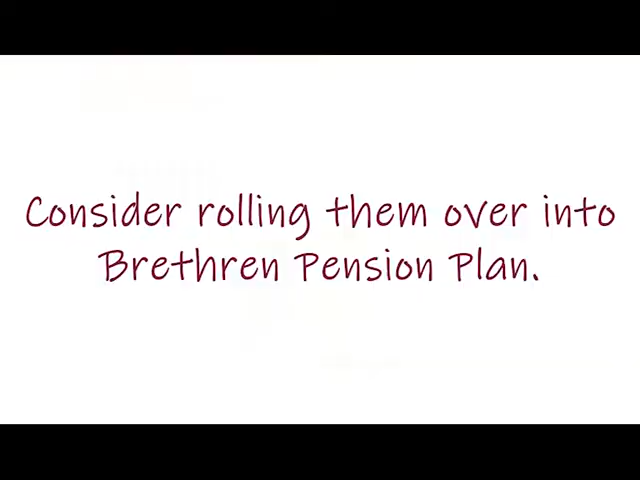 Consider rolling them over into
Brethren Pension Plan.